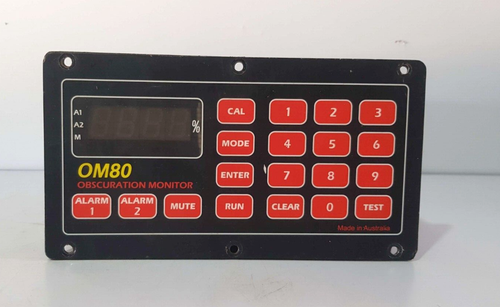 A1
A2
M
%
OM80
OBSCURATION MONITOR
CAL 1 2 3
MODE 4 5 6
ENTER 7 8 9
ALARM 1 ALARM 2 MUTE RUN CLEAR 0 TEST
Made in Australia